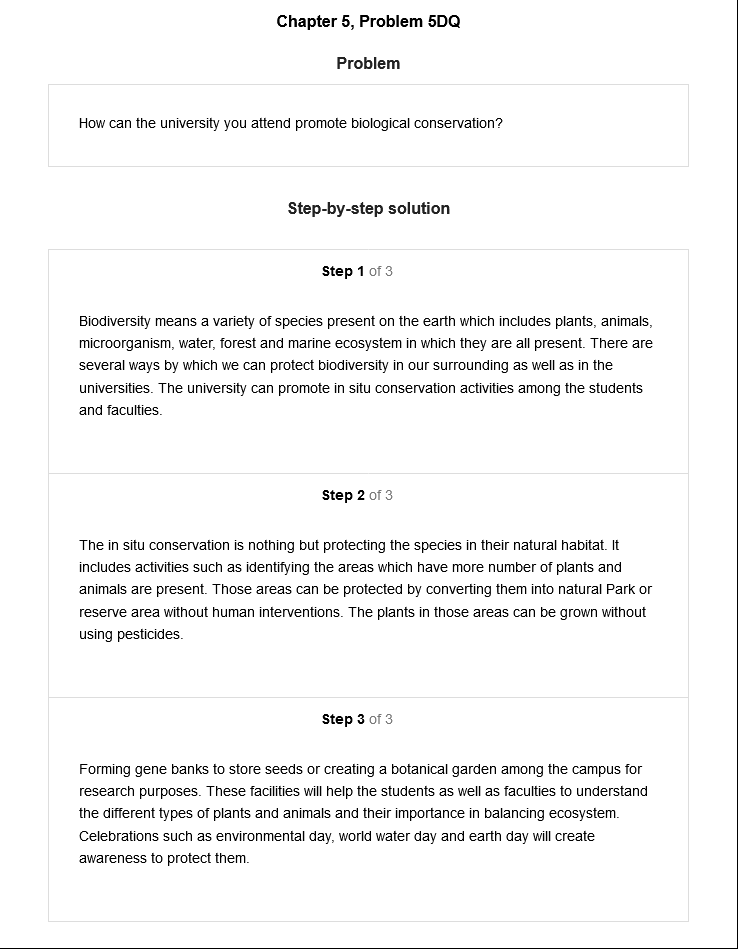 Chapter 5, Problem 5DQ
Problem
How can the university you attend promote biological conservation?
Step-by-step solution
Step 1 of 3
Biodiversity means a variety of species present on the earth which includes plants, animals,
microorganism, water, forest and marine ecosystem in which they are all present. There are
several ways by which we can protect biodiversity in our surrounding as well as in the
universities. The university can promote in situ conservation activities among the students
and faculties.
Step 2 of 3
The in situ conservation is nothing but protecting the species in their natural habitat. It
includes activities such as identifying the areas which have more number of plants and
animals are present. Those areas can be protected by converting them into natural Park or
reserve area without human interventions. The plants in those areas can be grown without
using pesticides.
Step 3 of 3
Forming gene banks to store seeds or creating a botanical garden among the campus for
research purposes. These facilities will help the students as well as faculties to understand
the different types of plants and animals and their importance in balancing ecosystem.
Celebrations such as environmental day, world water day and earth day will create
awareness to protect them.